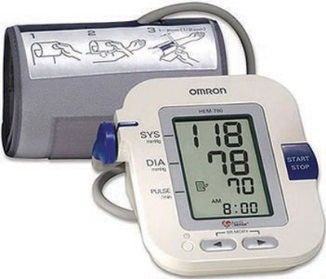 1
2
3
OMRON
HEM-780
SYS
mmHg
118
DIA
mmHg
78
PULSE
/min
70
AM
8:00
START
STOP
MEMORY